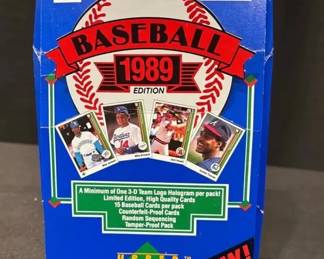 BASEBALL
1989
EDITION
A Minimum of One 3-D Team Logo Hologram per pack!
Limited Edition, High Quality Cards
15 Baseball Cards per pack
Counterfeit-Proof Cards
Random Sequencing
Tamper-Proof Pack
UPPER